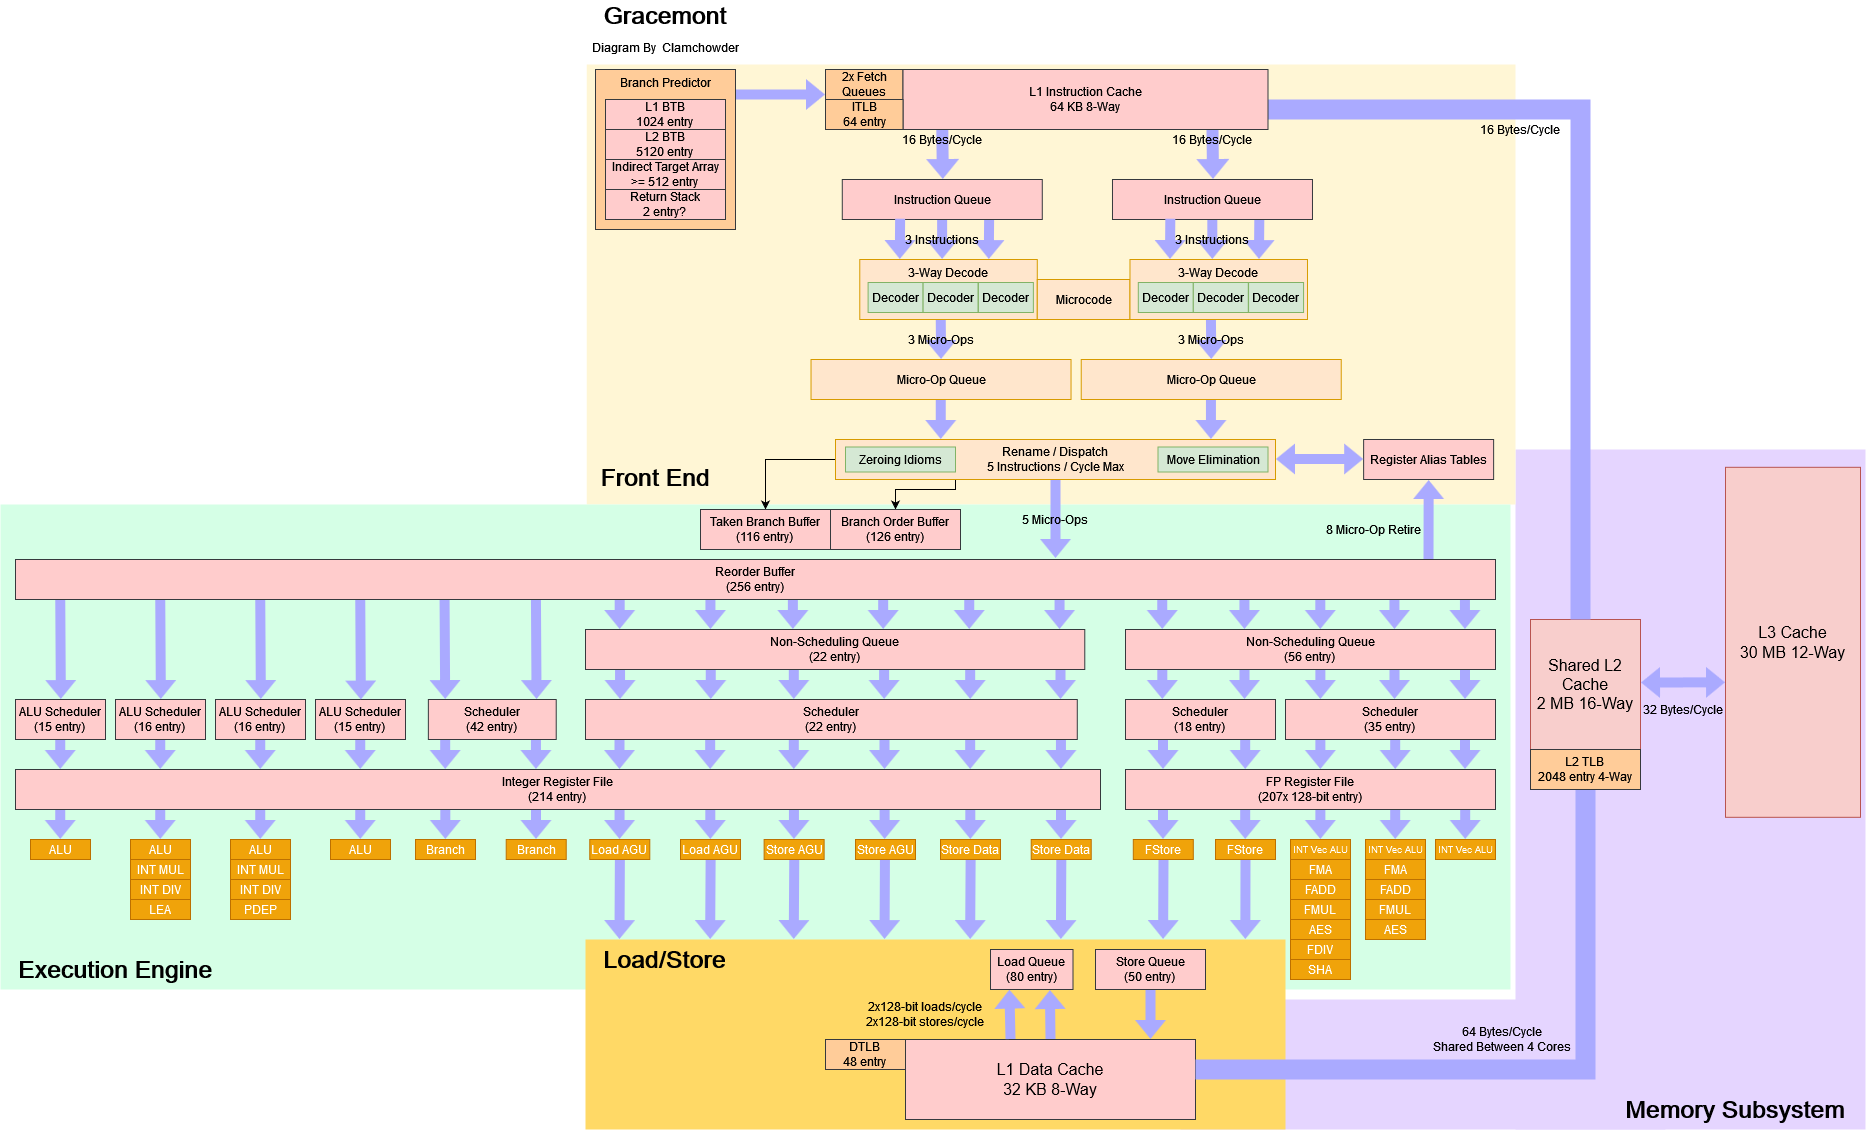 Gracemont
Diagram By Clamchowder
Branch Predictor
L1 BTB
1024 entry
L2 BTB
5120 entry
Indirect Target Array
>= 512 entry
Return Stack
2 entry?
2x Fetch
Queues
ITLB
64 entry
L1 Instruction Cache
64 KB 8-Way
16 Bytes/Cycle
16 Bytes/Cycle
16 Bytes/Cycle
Instruction Queue
Instruction Queue
3 Instructions
3 Instructions
3-Way Decode
Decoder
Decoder
Decoder
Microcode
3-Way Decode
Decoder
Decoder
Decoder
3 Micro-Ops
3 Micro-Ops
Micro-Op Queue
Micro-Op Queue
Zeroing Idioms
Rename / Dispatch
5 Instructions / Cycle Max
Move Elimination
Register Alias Tables
Front End
Taken Branch Buffer
(116 entry)
Branch Order Buffer
(126 entry)
5 Micro-Ops
8 Micro-Op Retire
Reorder Buffer
(256 entry)
Non-Scheduling Queue
(22 entry)
Non-Scheduling Queue
(56 entry)
ALU Scheduler
(15 entry)
ALU Scheduler
(16 entry)
ALU Scheduler
(16 entry)
ALU Scheduler
(15 entry)
Scheduler
(42 entry)
Scheduler
(22 entry)
Scheduler
(18 entry)
Scheduler
(35 entry)
Integer Register File
(214 entry)
FP Register File
(207x 128-bit entry)
ALU
ALU
INT MUL
INT DIV
LEA
ALU
INT MUL
INT DIV
PDEP
ALU
Branch
Branch
Load AGU
Load AGU
Store AGU
Store AGU
Store Data
Store Data
FStore
FStore
INT Vec ALU
FMA
FADD
FMUL
AES
FDIV
SHA
INT Vec ALU
FMA
FADD
FMUL
AES
INT Vec ALU
Execution Engine
Load/Store
Load Queue
(80 entry)
Store Queue
(50 entry)
2x128-bit loads/cycle
2x128-bit stores/cycle
DTLB
48 entry
L1 Data Cache
32 KB 8-Way
64 Bytes/Cycle
Shared Between 4 Cores
Shared L2
Cache
2 MB 16-Way
L2 TLB
2048 entry 4-Way
32 Bytes/Cycle
L3 Cache
30 MB 12-Way
Memory Subsystem